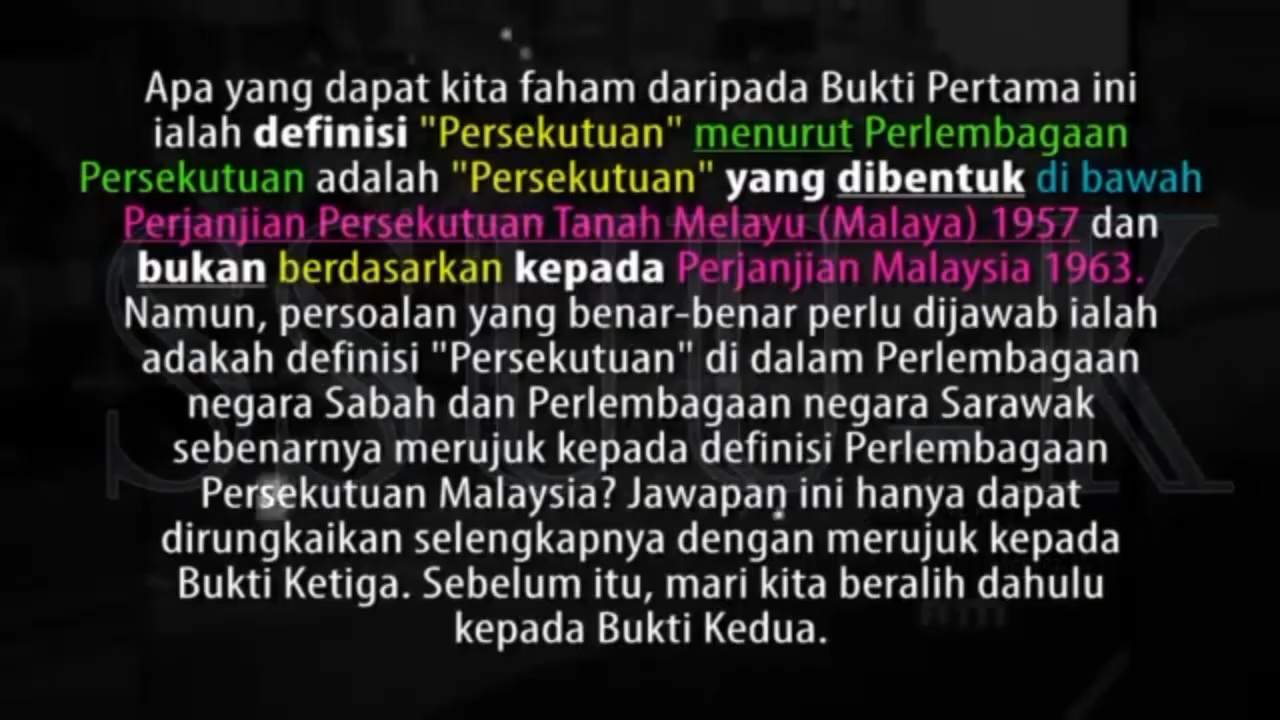 Apa yang dapat kita faham daripada Bukti Pertama ini
ialah definisi "Persekutuan" menurut Perlembagaan
Persekutuan adalah "Persekutuan" yang dibentuk di bawah
Perjanjian Persekutuan Tanah Melayu (Malaya) 1957 dan
bukan berdasarkan kepada Perjanjian Malaysia 1963.
Namun, persoalan yang benar-benar perlu dijawab ialah
adakah definisi "Persekutuan" di dalam Perlembagaan
negara Sabah dan Perlembagaan negara Sarawak
sebenarnya merujuk kepada definisi Perlembagaan
Persekutuan Malaysia? Jawapan ini hanya dapat
dirungkaikan selengkapnya dengan merujuk kepada
Bukti Ketiga. Sebelum itu, mari kita beralih dahulu
kepada Bukti Kedua.